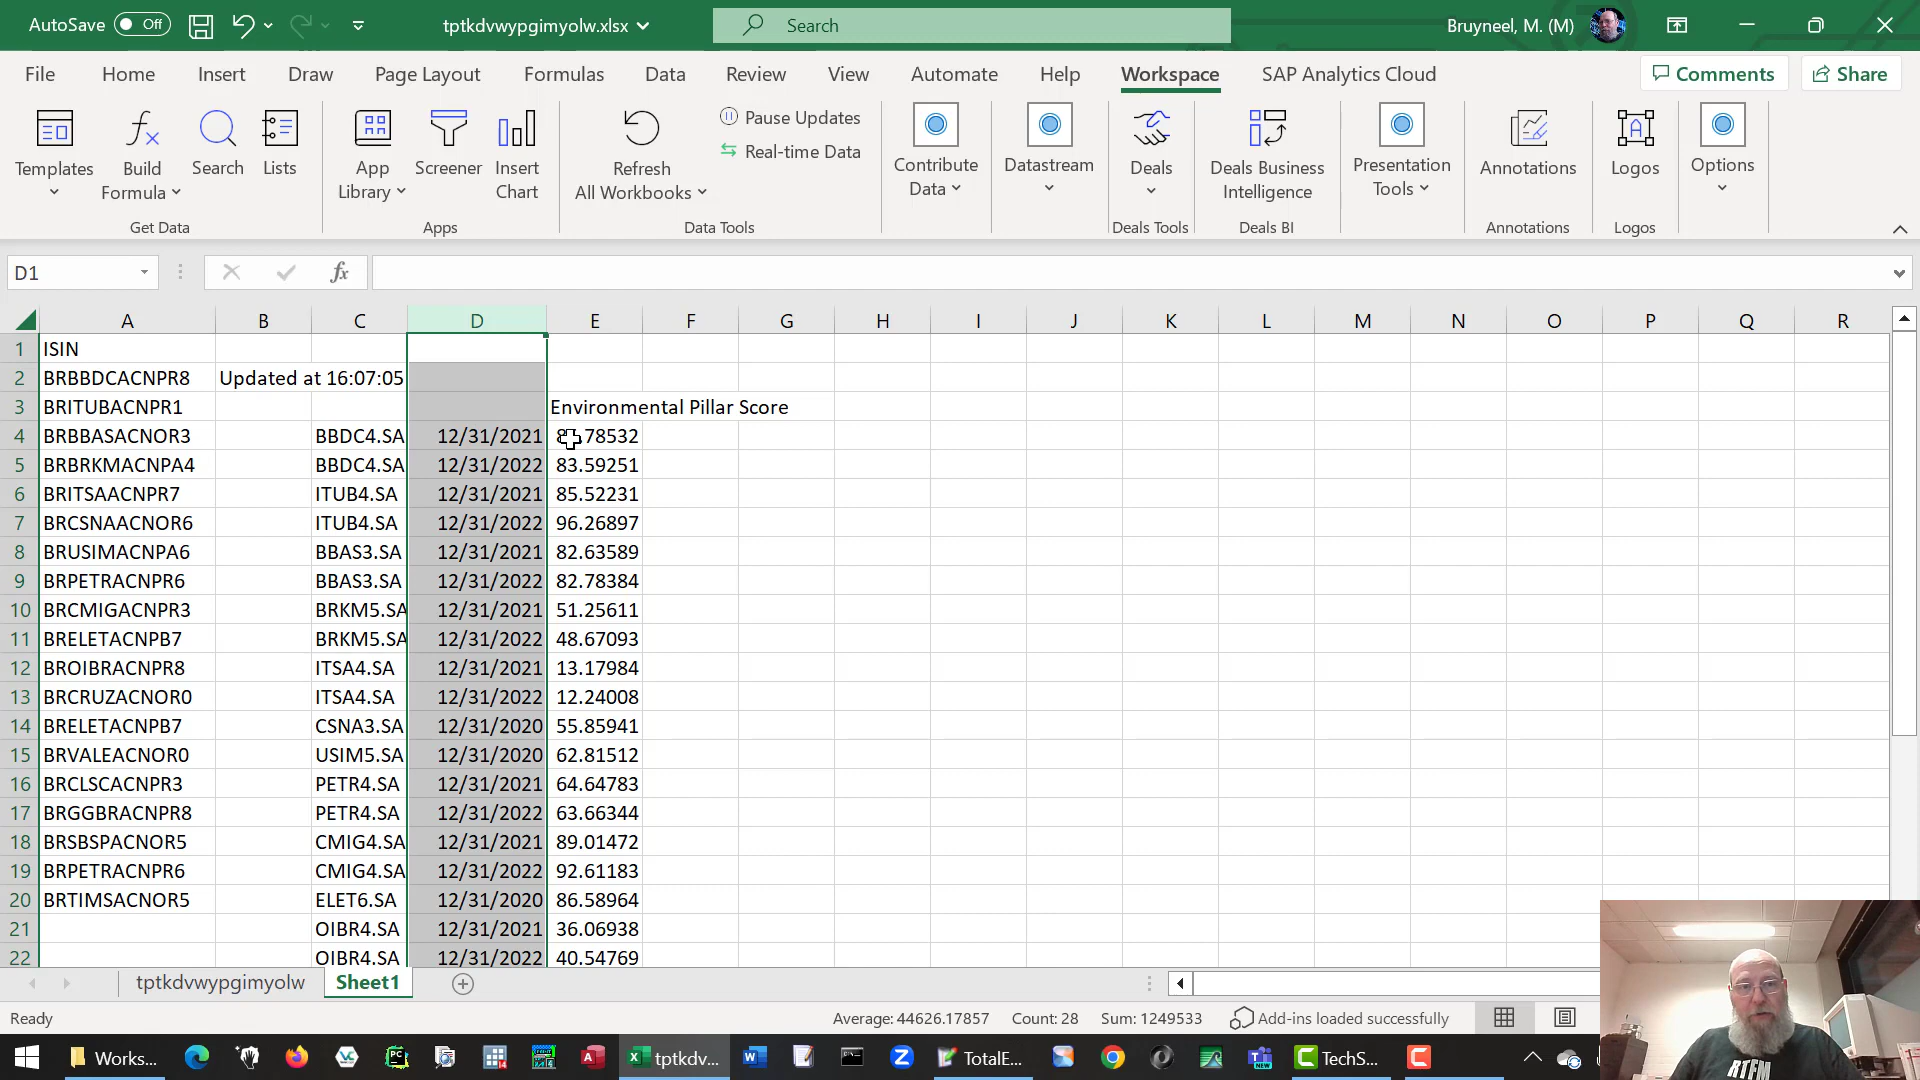 AutoSave Off tptkdvwypgimyolw.xlsx Search Bruyneel, M. (M)
File Home Insert Draw Page Layout Formulas Data Review View Automate Help Workspace SAP Analytics Cloud Comments Share
Templates Build Formula Search Lists App Library Screener Insert Chart Refresh All Workbooks Pause Updates Real-time Data Contribute Data Datastream Deals Deals Business Intelligence Presentation Tools Annotations Logos Options
Get Data Apps Data Tools Deals Tools Deals BI Annotations Logos
D1 fx
A B C D E F G H I J K L M N O P Q R
1 ISIN
2 BRBBDCACNPR8 Updated at 16:07:05
3 BRITUBACNPR1 Environmental Pillar Score
4 BRBBASACNOR3 BBDC4.SA 12/31/2021 .78532
5 BRBRKMACNPA4 BBDC4.SA 12/31/2022 83.59251
6 BRITSAACNPR7 ITUB4.SA 12/31/2021 85.52231
7 BRCSNAACNOR6 ITUB4.SA 12/31/2022 96.26897
8 BRUSIMACNPA6 BBAS3.SA 12/31/2021 82.63589
9 BRPETRACNPR6 BBAS3.SA 12/31/2022 82.78384
10 BRCMIGACNPR3 BRKM5.SA 12/31/2021 51.25611
11 BRELETACNPB7 BRKM5.SA 12/31/2022 48.67093
12 BROIBRACNPR8 ITSA4.SA 12/31/2021 13.17984
13 BRCRUZACNOR0 ITSA4.SA 12/31/2022 12.24008
14 BRELETACNPB7 CSNA3.SA 12/31/2020 55.85941
15 BRVALEACNOR0 USIM5.SA 12/31/2020 62.81512
16 BRCLSCACNPR3 PETR4.SA 12/31/2021 64.64783
17 BRGGBRACNPR8 PETR4.SA 12/31/2022 63.66344
18 BRSBSPACNOR5 CMIG4.SA 12/31/2021 89.01472
19 BRPETRACNPR6 CMIG4.SA 12/31/2022 92.61183
20 BRTIMSACNOR5 ELET6.SA 12/31/2020 86.58964
21 OIBR4.SA 12/31/2021 36.06938
22 OIBR4.SA 12/31/2022 40.54769
tptkdvwypgimyolw Sheet1
Ready Average: 44626.17857 Count: 28 Sum: 1249533 Add-ins loaded successfully
Works... tptkdv... TotalE... TechS...
RTFM